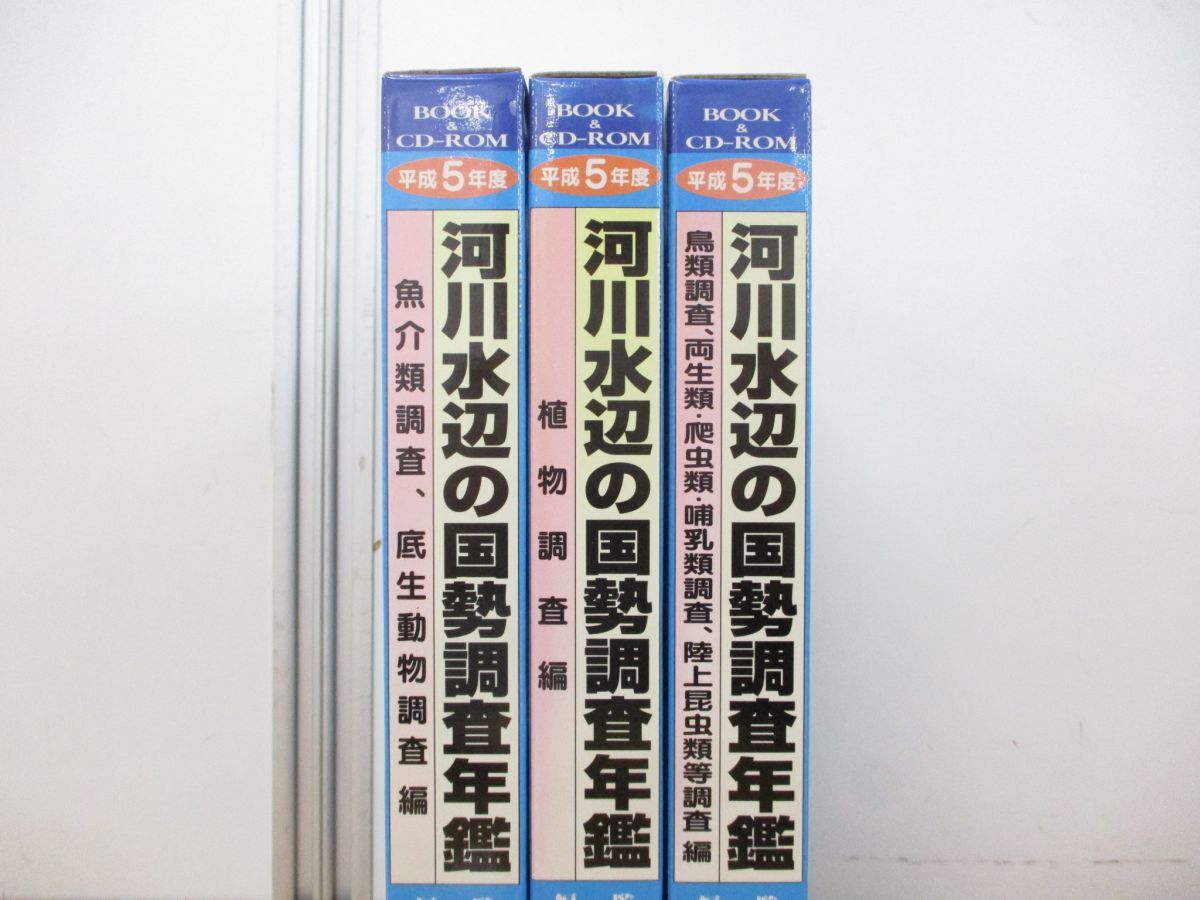 BOOK
&
CD-ROM
平成5年度
河川水辺の国勢調査年鑑
魚介類調査、底生動物調査編
BOOK
&
CD-ROM
平成5年度
河川水辺の国勢調査年鑑
植物調査編
BOOK
&
CD-ROM
平成5年度
河川水辺の国勢調査年鑑
鳥類調査、両生類・爬虫類・哺乳類調査、陸上昆虫類等調査編